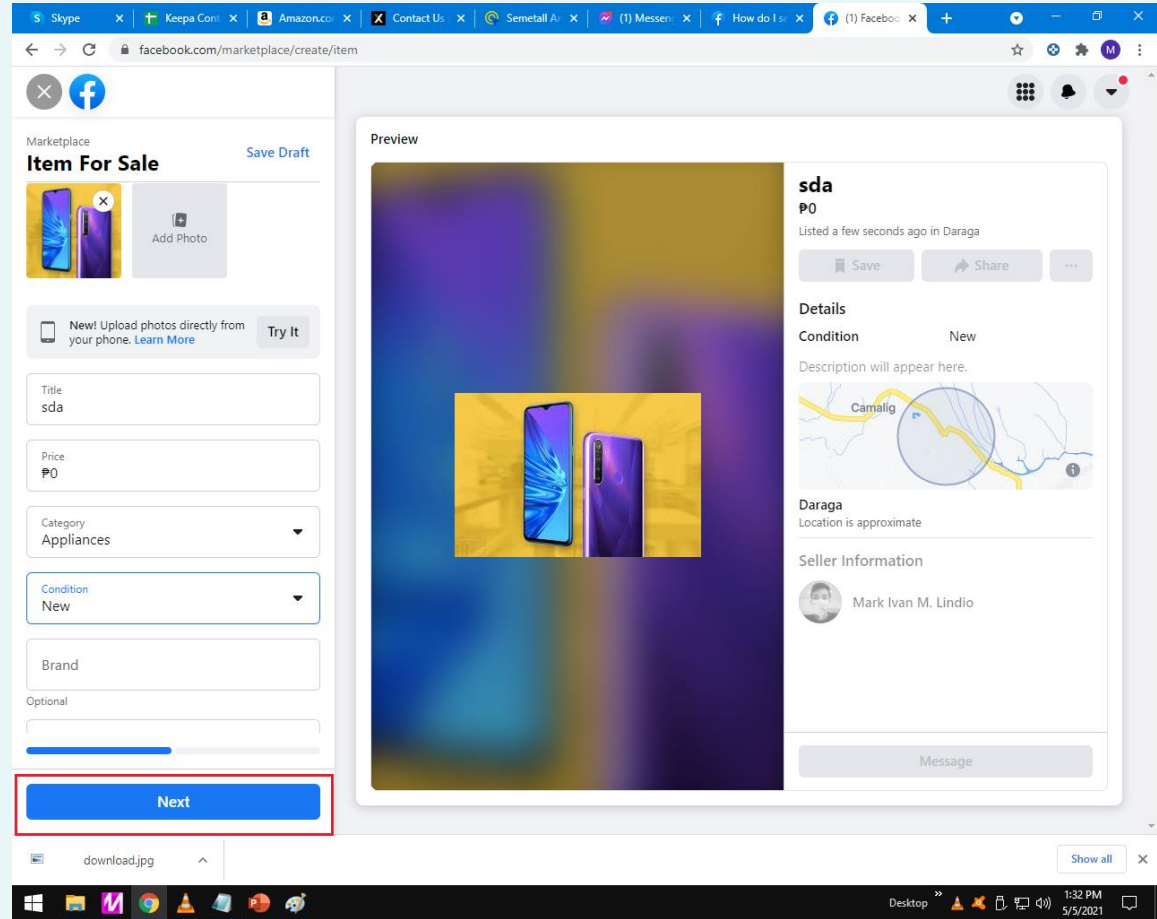 Skype
Keepa Cont
Amazon.cor
Contact Us
Semetall Ar
(1) Messeng
How do I se
(1) Faceboo
facebook.com/marketplace/create/item
M
Marketplace
Item For Sale
Save Draft
Add Photo
New! Upload photos directly from
your phone. Learn More
Try It
Title
sda
Price
₱0
Category
Appliances
Condition
New
Brand
Optional
Next
Preview
sda
₱0
Listed a few seconds ago in Daraga
Save
Share
Details
Condition New
Description will appear here.
Camalig
Daraga
Location is approximate
Seller Information
Mark Ivan M. Lindio
Message
download.jpg
Show all
Desktop
1:32 PM
5/5/2021